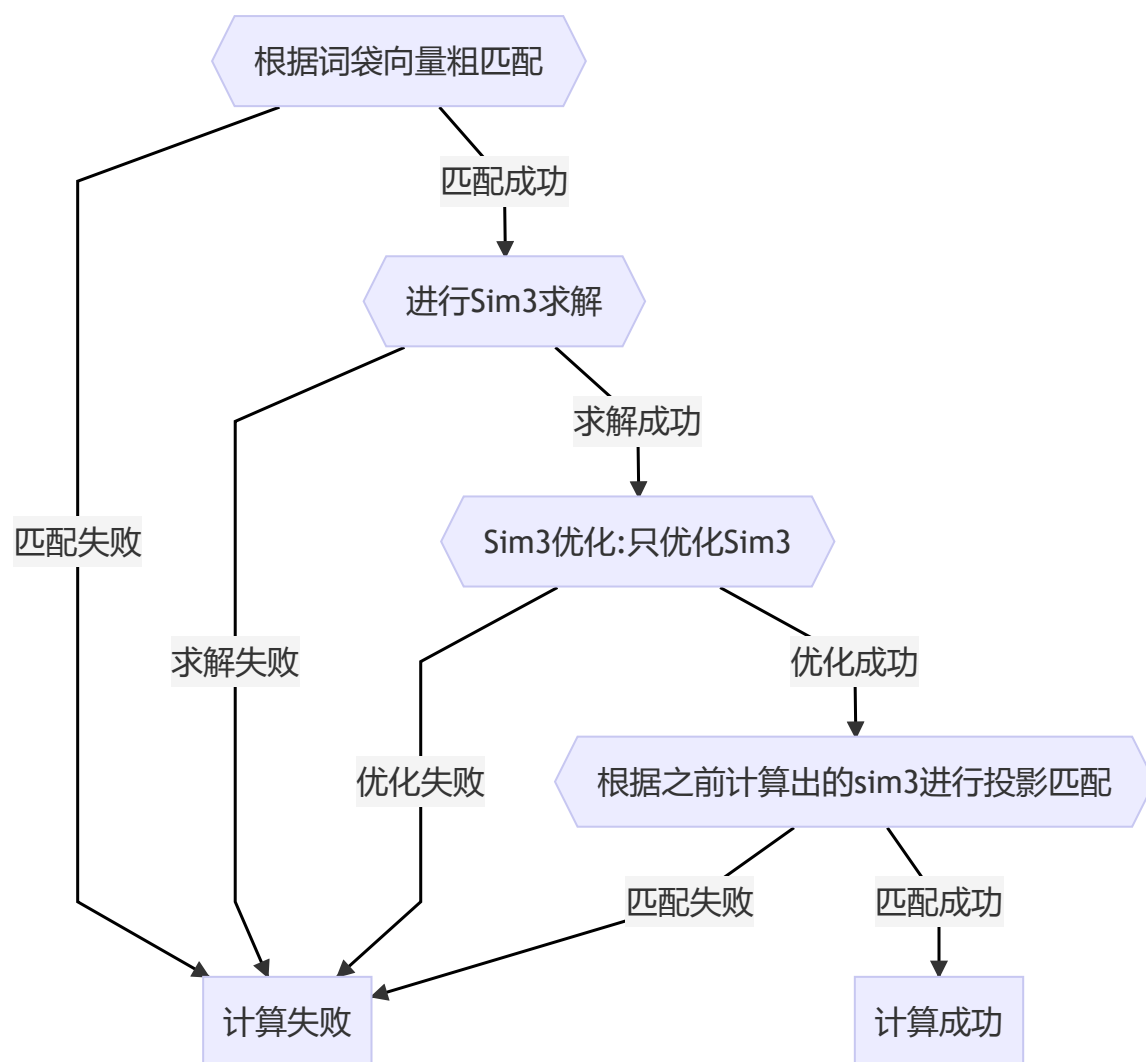 根据词袋向量粗匹配
匹配成功
进行Sim3求解
求解成功
匹配失败
Sim3优化:只优化Sim3
求解失败
优化成功
优化失败
根据之前计算出的sim3进行投影匹配
匹配失败
匹配成功
计算失败
计算成功